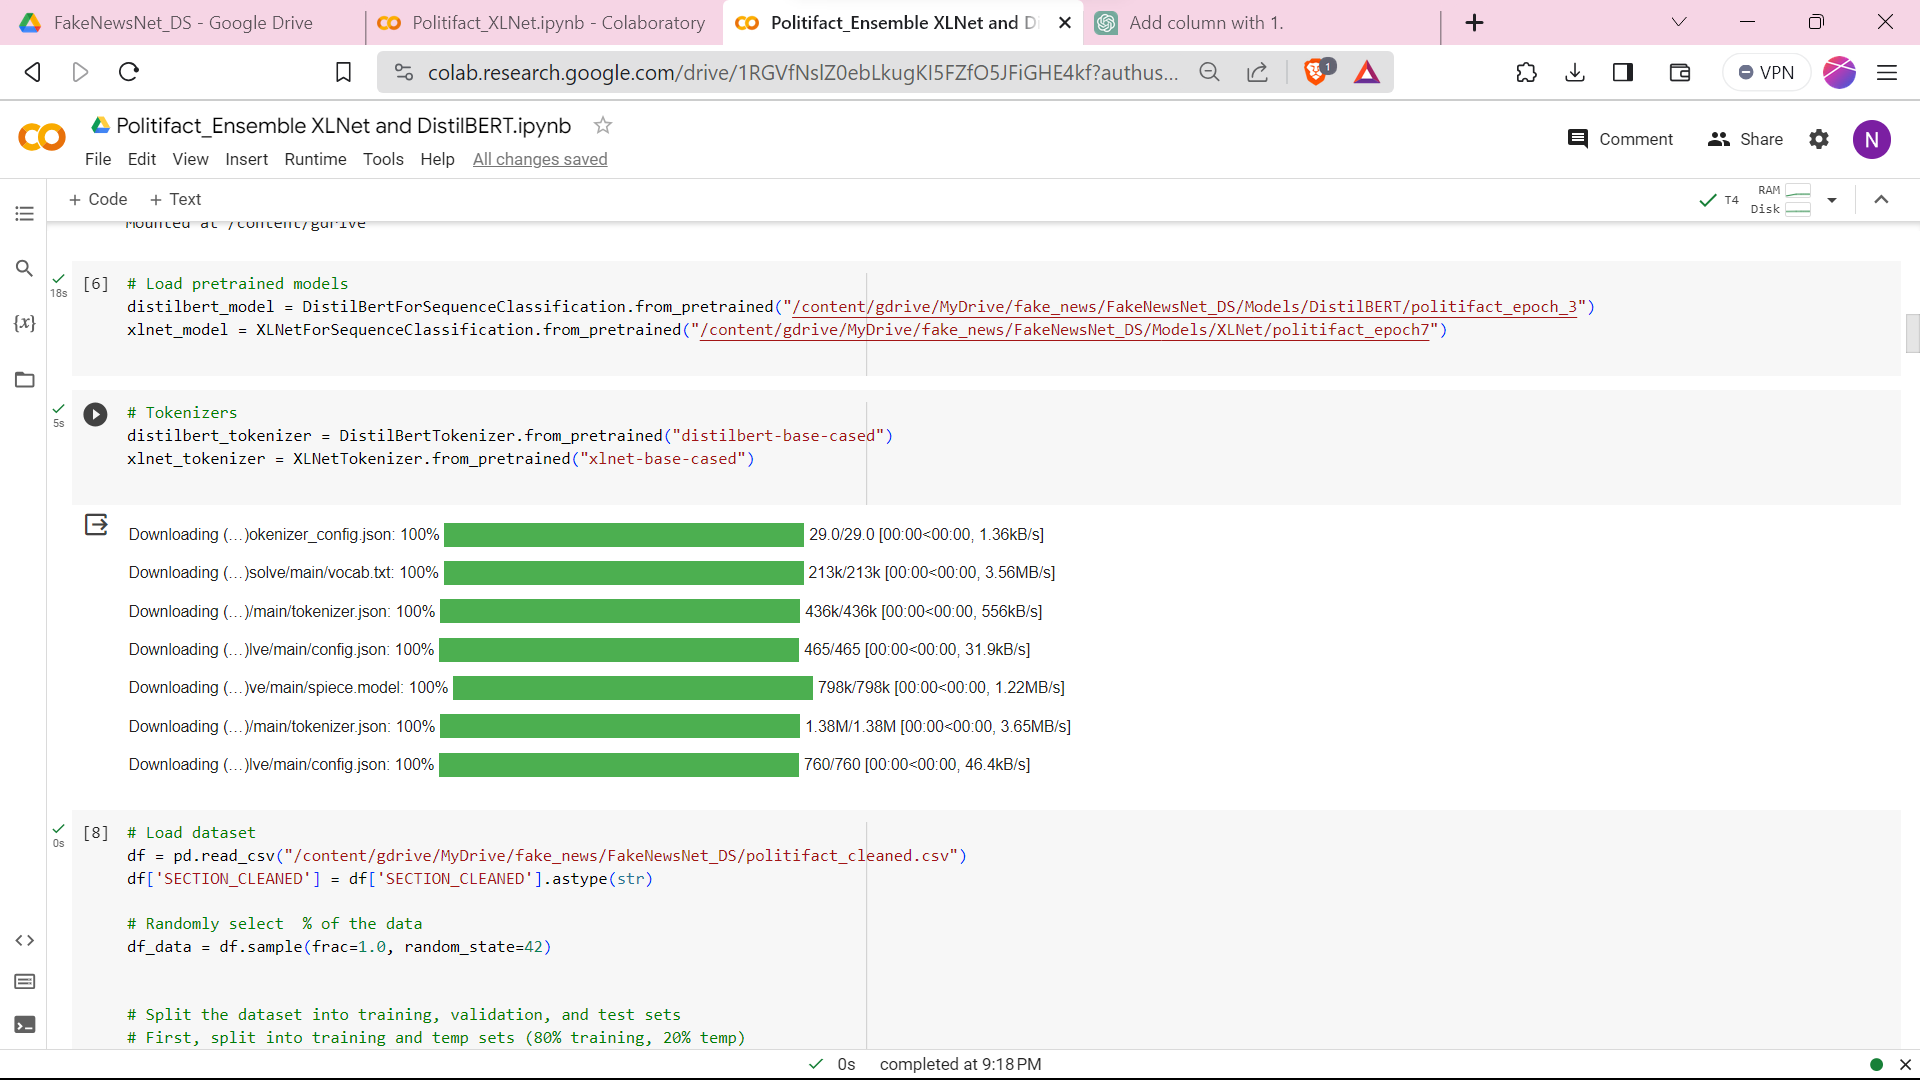 FakeNewsNet_DS - Google Drive
Politifact_XLNet.ipynb - Colaboratory
Politifact_Ensemble XLNet and Di
Add column with 1.
colab.research.google.com/drive/1RGVfNslZ0ebLkugKI5FZfO5JFiGHE4kf?authus...
1
VPN
Politifact_Ensemble XLNet and DistilBERT.ipynb
File Edit View Insert Runtime Tools Help All changes saved
Comment
Share
N
+ Code + Text
T4
RAM
Disk
Mounted at /content/gdrive
18s
[6]
# Load pretrained models
distilbert_model = DistilBertForSequenceClassification.from_pretrained("/content/gdrive/MyDrive/fake_news/FakeNewsNet_DS/Models/DistilBERT/politifact_epoch_3")
xlnet_model = XLNetForSequenceClassification.from_pretrained("/content/gdrive/MyDrive/fake_news/FakeNewsNet_DS/Models/XLNet/politifact_epoch7")
{x}
5s
# Tokenizers
distilbert_tokenizer = DistilBertTokenizer.from_pretrained("distilbert-base-cased")
xlnet_tokenizer = XLNetTokenizer.from_pretrained("xlnet-base-cased")
Downloading (…)okenizer_config.json: 100% 29.0/29.0 [00:00<00:00, 1.36kB/s]
Downloading (…)solve/main/vocab.txt: 100% 213k/213k [00:00<00:00, 3.56MB/s]
Downloading (…)/main/tokenizer.json: 100% 436k/436k [00:00<00:00, 556kB/s]
Downloading (…)lve/main/config.json: 100% 465/465 [00:00<00:00, 31.9kB/s]
Downloading (…)ve/main/spiece.model: 100% 798k/798k [00:00<00:00, 1.22MB/s]
Downloading (…)/main/tokenizer.json: 100% 1.38M/1.38M [00:00<00:00, 3.65MB/s]
Downloading (…)lve/main/config.json: 100% 760/760 [00:00<00:00, 46.4kB/s]
0s
[8]
# Load dataset
df = pd.read_csv("/content/gdrive/MyDrive/fake_news/FakeNewsNet_DS/politifact_cleaned.csv")
df['SECTION_CLEANED'] = df['SECTION_CLEANED'].astype(str)
# Randomly select  % of the data
df_data = df.sample(frac=1.0, random_state=42)
# Split the dataset into training, validation, and test sets
# First, split into training and temp sets (80% training, 20% temp)
0s completed at 9:18 PM